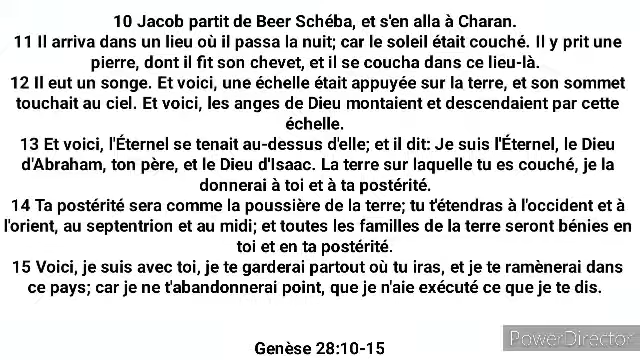 10 Jacob partit de Beer Schéba, et s'en alla à Charan.
11 Il arriva dans un lieu où il passa la nuit; car le soleil était couché. Il y prit une
pierre, dont il fit son chevet, et il se coucha dans ce lieu-là.
12 Il eut un songe. Et voici, une échelle était appuyée sur la terre, et son sommet
touchait au ciel. Et voici, les anges de Dieu montaient et descendaient par cette
échelle.
13 Et voici, l'Éternel se tenait au-dessus d'elle; et il dit: Je suis l'Éternel, le Dieu
d'Abraham, ton père, et le Dieu d'Isaac. La terre sur laquelle tu es couché, je la
donnerai à toi et à ta postérité.
14 Ta postérité sera comme la poussière de la terre; tu t'étendras à l'occident et à
l'orient, au septentrion et au midi; et toutes les familles de la terre seront bénies en
toi et en ta postérité.
15 Voici, je suis avec toi, je te garderai partout où tu iras, et je te ramènerai dans
ce pays; car je ne t'abandonnerai point, que je n'aie exécuté ce que je te dis.
PowerDirector
Genèse 28:10-15